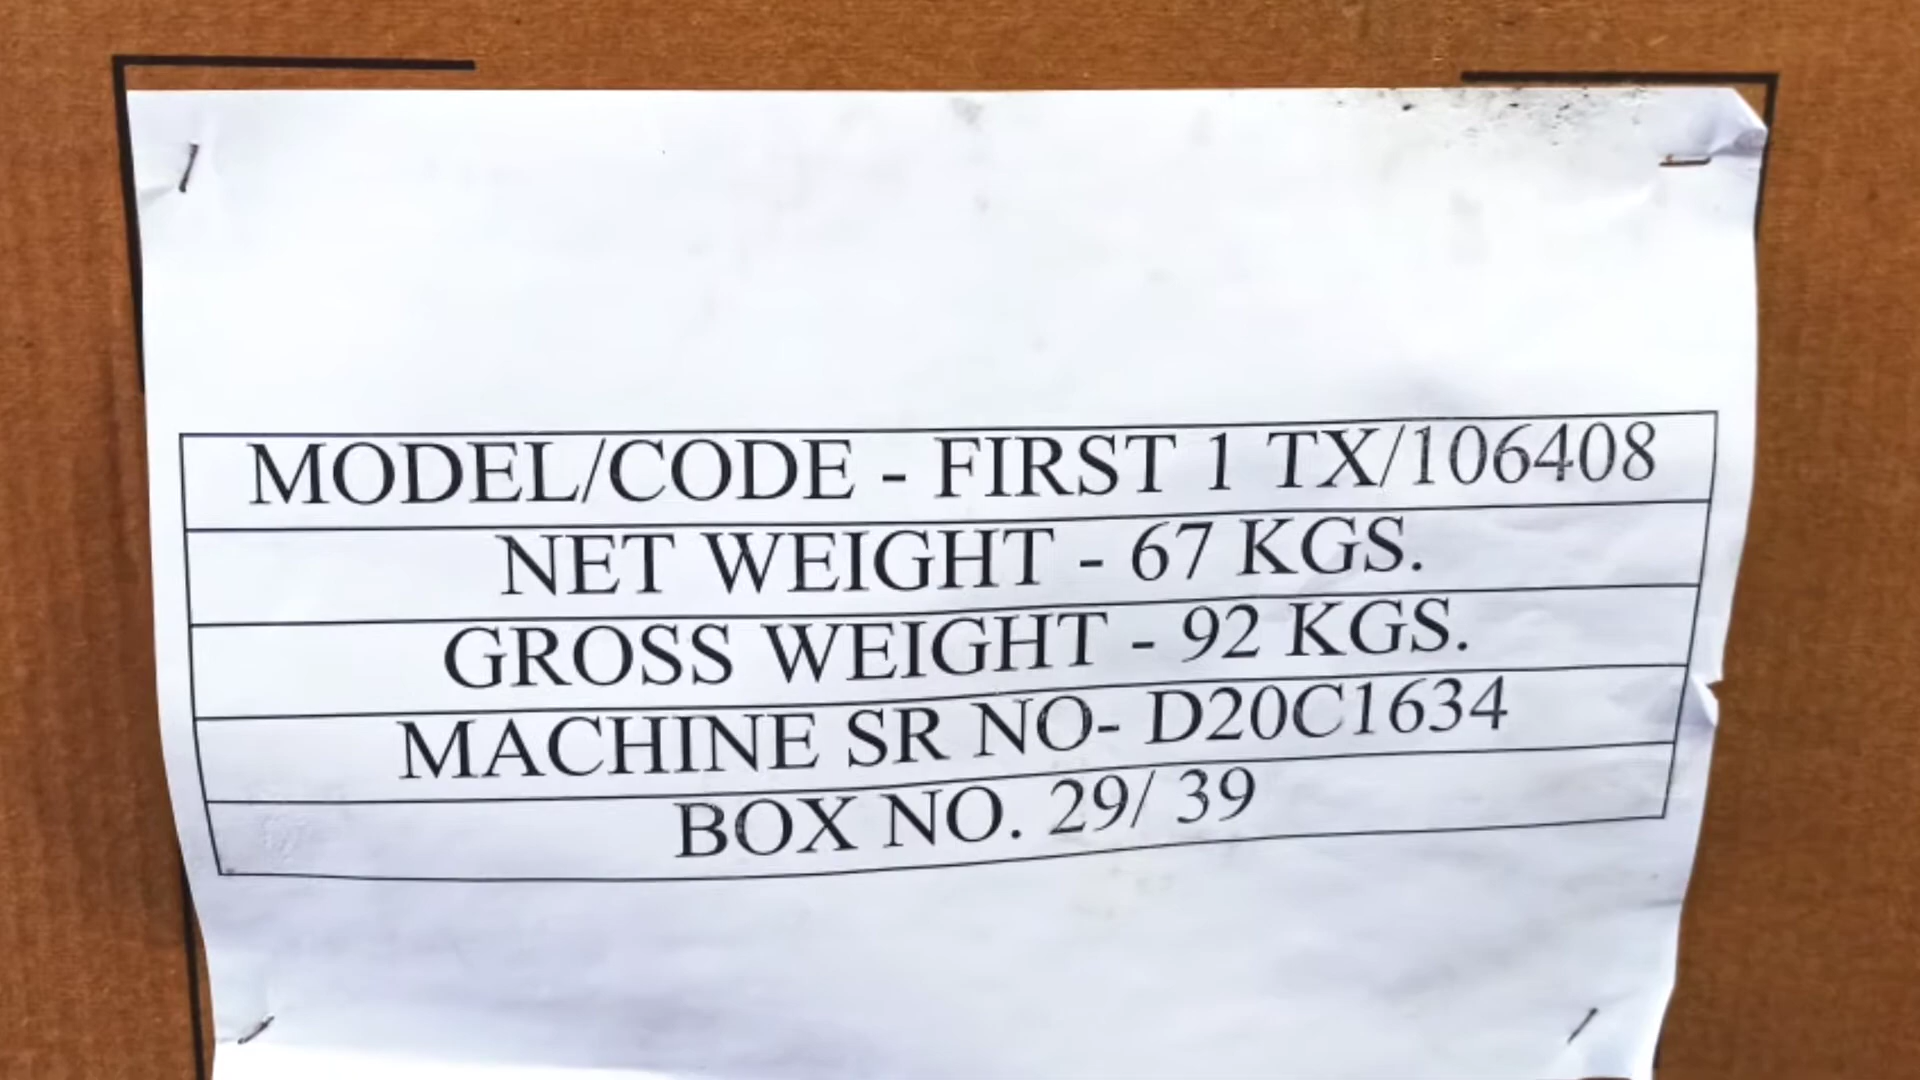 MODEL/CODE - FIRST 1 TX/106408
NET WEIGHT - 67 KGS.
GROSS WEIGHT - 92 KGS.
MACHINE SR NO- D20C1634
BOX NO. 29/ 39